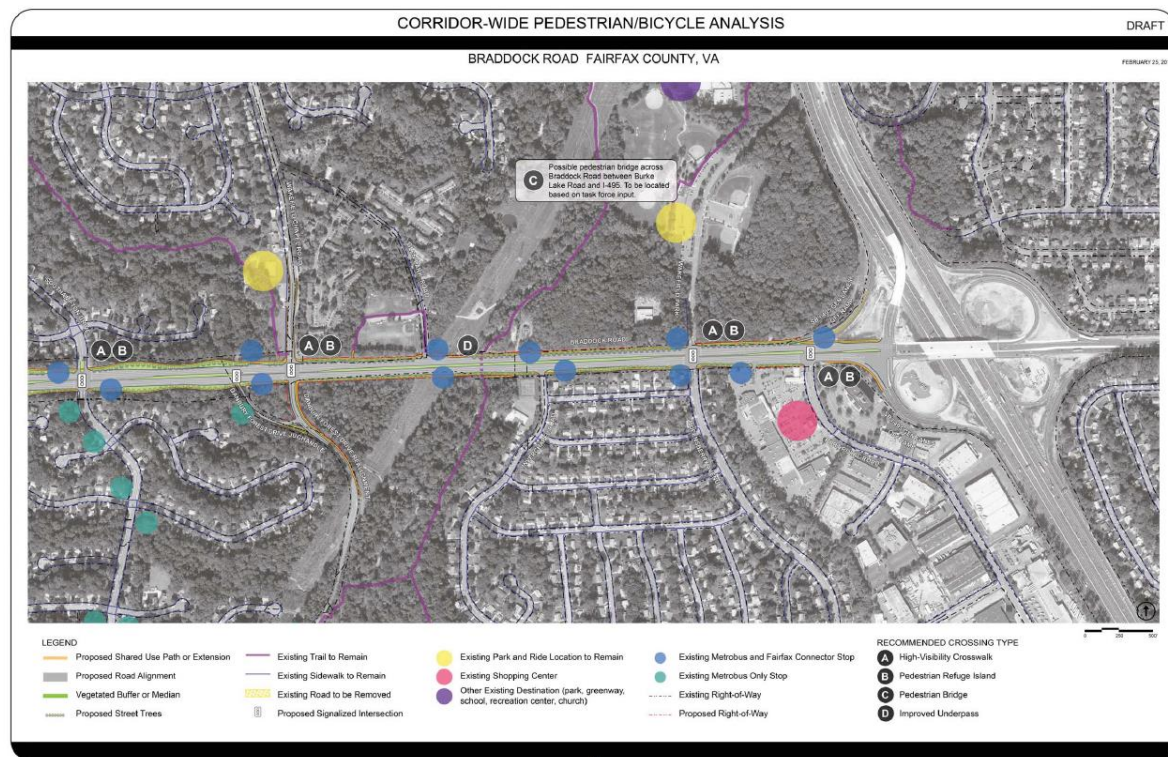 CORRIDOR-WIDE PEDESTRIAN/BICYCLE ANALYSIS
DRAFT
BRADDOCK ROAD FAIRFAX COUNTY, VA
FEBRUARY 25, 20
C
Possible pedestrian bridge across
Braddock Road between Burke
Lake Road and I-495. To be located
based on task force input.
A B
A B
D
A B
A B
BRADDOCK ROAD
LEGEND
Proposed Shared Use Path or Extension
Proposed Road Alignment
Vegetated Buffer or Median
Proposed Street Trees
Existing Trail to Remain
Existing Sidewalk to Remain
Existing Road to be Removed
Proposed Signalized Intersection
Existing Park and Ride Location to Remain
Existing Shopping Center
Other Existing Destination (park, greenway,
school, recreation center, church)
Existing Metrobus and Fairfax Connector Stop
Existing Metrobus Only Stop
Existing Right-of-Way
Proposed Right-of-Way
RECOMMENDED CROSSING TYPE
A High-Visibility Crosswalk
B Pedestrian Refuge Island
C Pedestrian Bridge
D Improved Underpass
0 250 500'